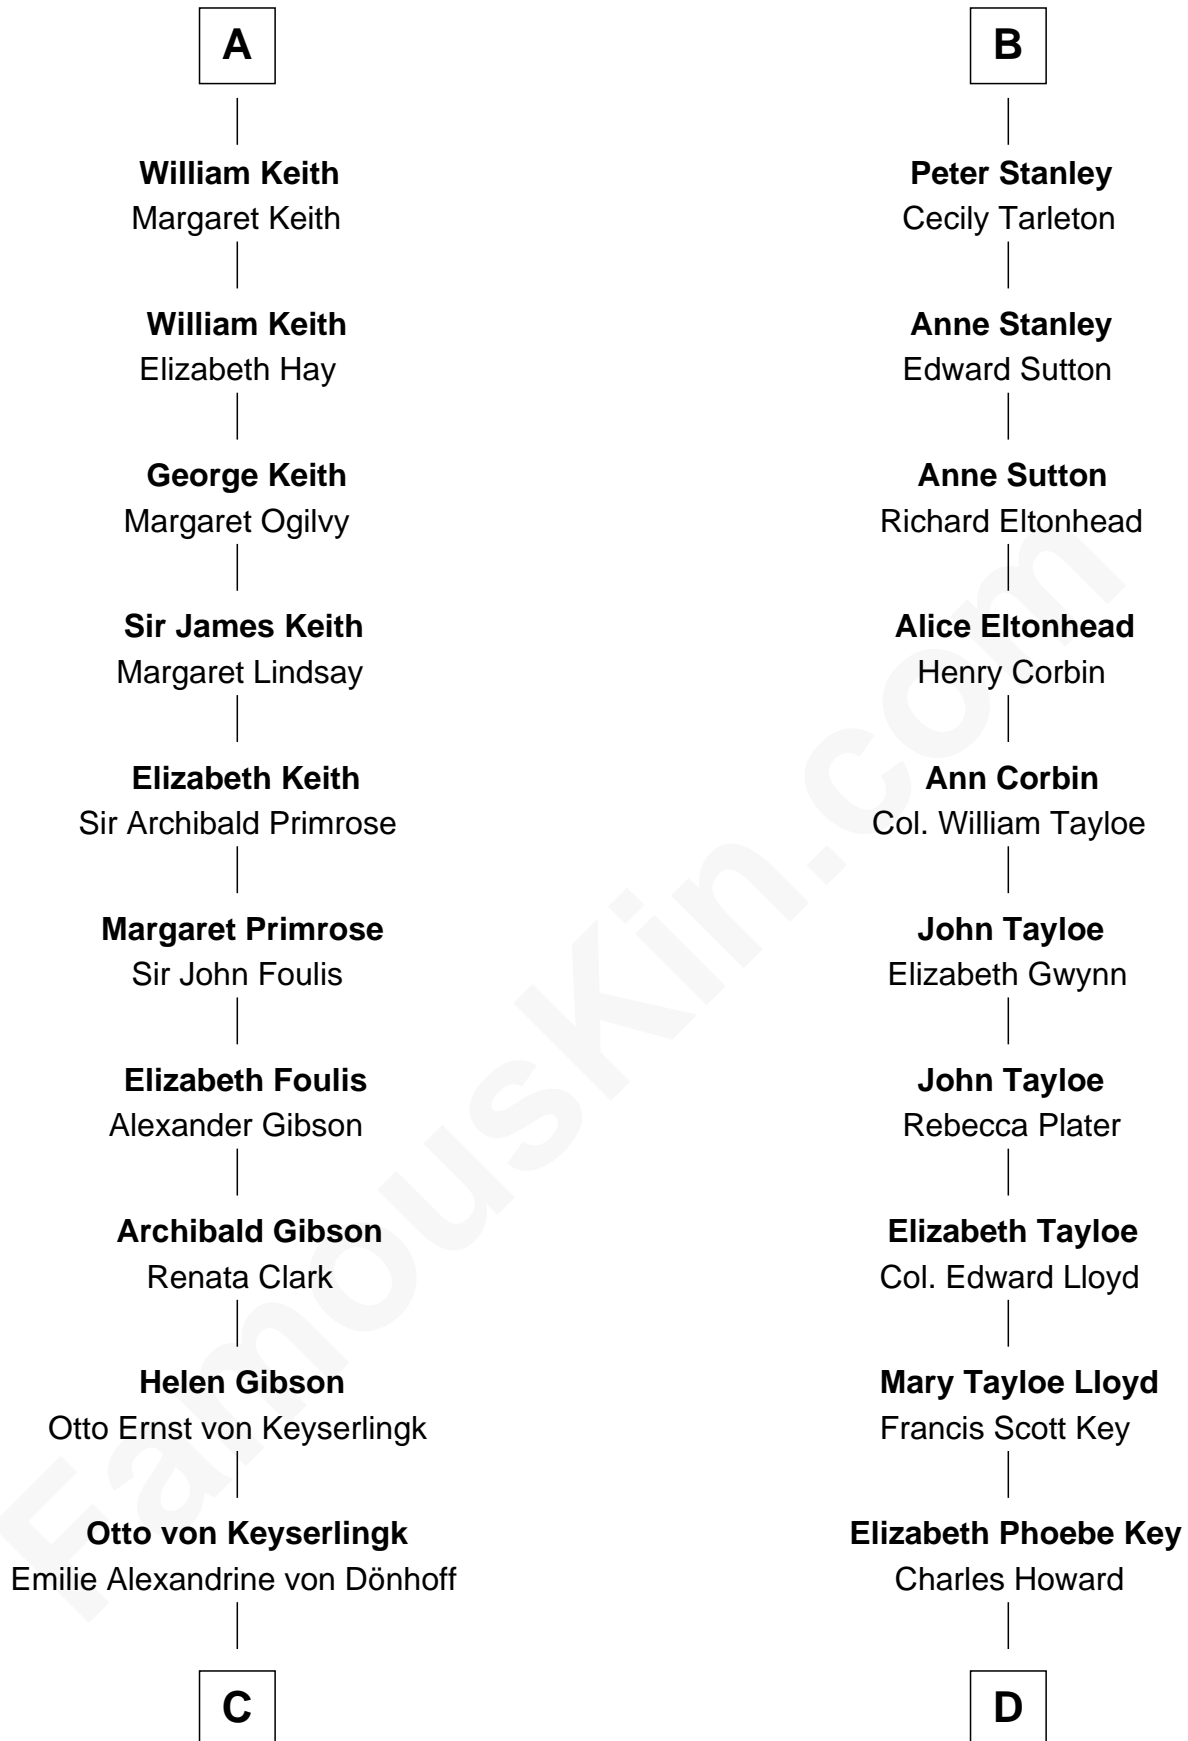 A
William Keith
Margaret Keith
William Keith
Elizabeth Hay
George Keith
Margaret Ogilvy
Sir James Keith
Margaret Lindsay
Elizabeth Keith
Sir Archibald Primrose
Margaret Primrose
Sir John Foulis
Elizabeth Foulis
Alexander Gibson
Archibald Gibson
Renata Clark
Helen Gibson
Otto Ernst von Keyserlingk
Otto von Keyserlingk
Emilie Alexandrine von Dönhoff
C
B
Peter Stanley
Cecily Tarleton
Anne Stanley
Edward Sutton
Anne Sutton
Richard Eltonhead
Alice Eltonhead
Henry Corbin
Ann Corbin
Col. William Tayloe
John Tayloe
Elizabeth Gwynn
John Tayloe
Rebecca Plater
Elizabeth Tayloe
Col. Edward Lloyd
Mary Tayloe Lloyd
Francis Scott Key
Elizabeth Phoebe Key
Charles Howard
D
FamousKin.com